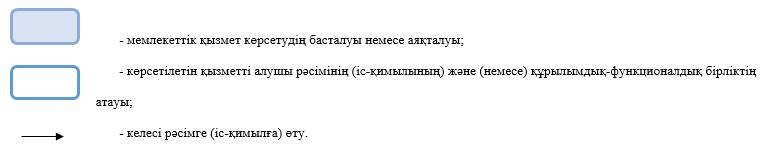 - мемлекеттік қызмет көрсетудің басталуы немесе аяқталуы;
- көрсетілетін қызметті алушы рәсімінің (іс-қимылының) және (немесе) құрылымдық-функционалдық бірліктің
атауы;
- келесі рәсімге (іс-қимылға) өту.